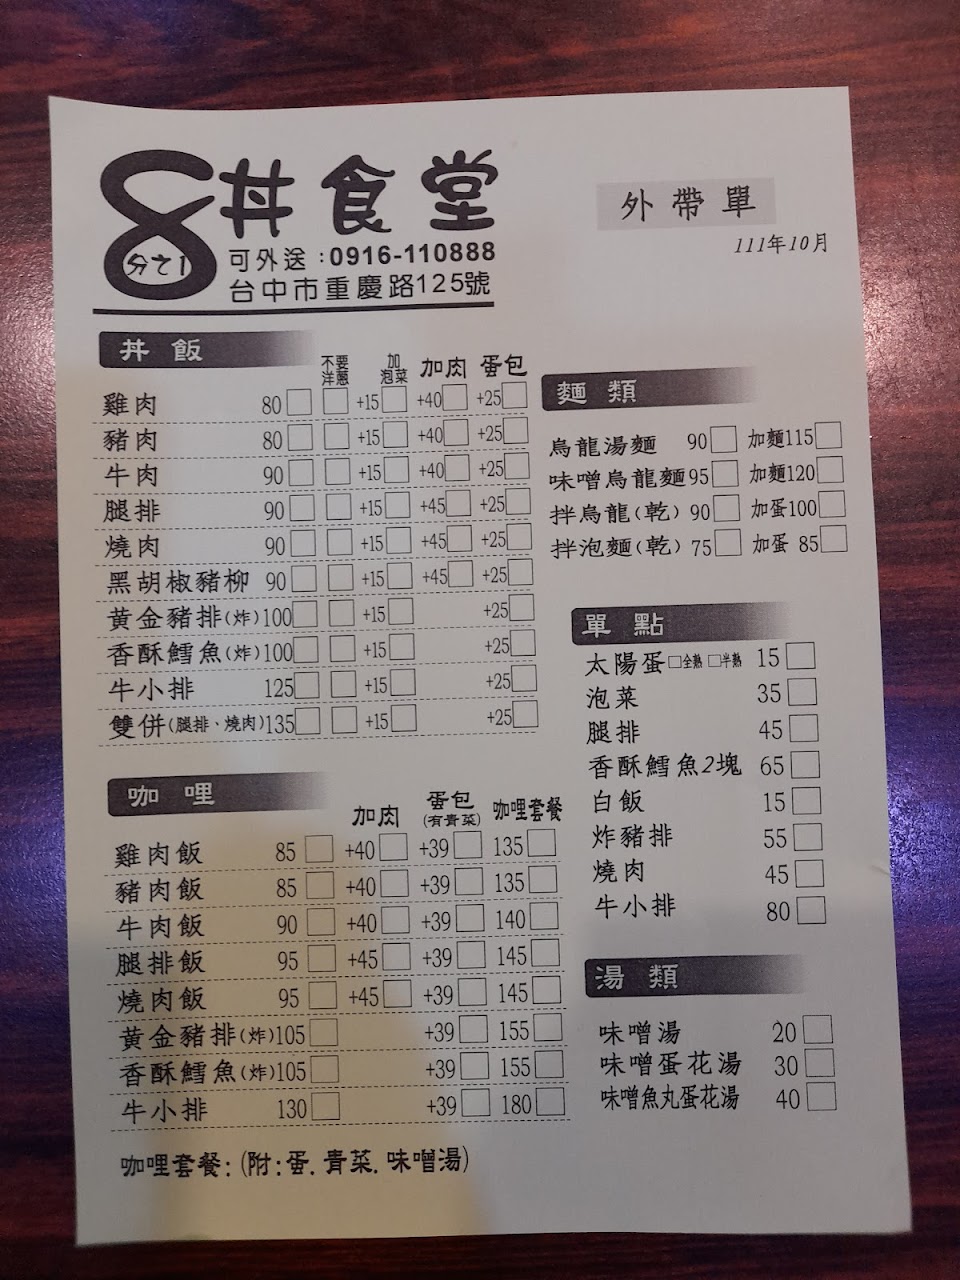 8分之1
丼食堂
可外送：0916-110888
台中市重慶路125號
外帶單
111年10月
丼飯
不要洋蔥 加泡菜 加肉 蛋包
雞肉 80□ □ +15□ +40□ +25□
豬肉 80□ □ +15□ +40□ +25□
牛肉 90□ □ +15□ +40□ +25□
腿排 90□ □ +15□ +45□ +25□
燒肉 90□ □ +15□ +45□ +25□
黑胡椒豬柳 90□ □ +15□ +45□ +25□
黃金豬排(炸)100□ □ +15□ +25□
香酥鱈魚(炸)100□ □ +15□ +25□
牛小排 125□ □ +15□ +25□
雙併(腿排、燒肉)135□ □ +15□ +25□
咖哩
加肉 蛋包(有青菜) 咖哩套餐
雞肉飯 85□ +40□ +39□ 135□
豬肉飯 85□ +40□ +39□ 135□
牛肉飯 90□ +40□ +39□ 140□
腿排飯 95□ +45□ +39□ 145□
燒肉飯 95□ +45□ +39□ 145□
黃金豬排(炸)105□ +39□ 155□
香酥鱈魚(炸)105□ +39□ 155□
牛小排 130□ +39□ 180□
咖哩套餐:(附:蛋.青菜.味噌湯)
麵類
烏龍湯麵 90□ 加麵115□
味噌烏龍麵95□ 加麵120□
拌烏龍(乾) 90□ 加蛋100□
拌泡麵(乾) 75□ 加蛋 85□
單點
太陽蛋□全熟 □半熟 15□
泡菜 35□
腿排 45□
香酥鱈魚2塊 65□
白飯 15□
炸豬排 55□
燒肉 45□
牛小排 80□
湯類
味噌湯 20□
味噌蛋花湯 30□
味噌魚丸蛋花湯 40□